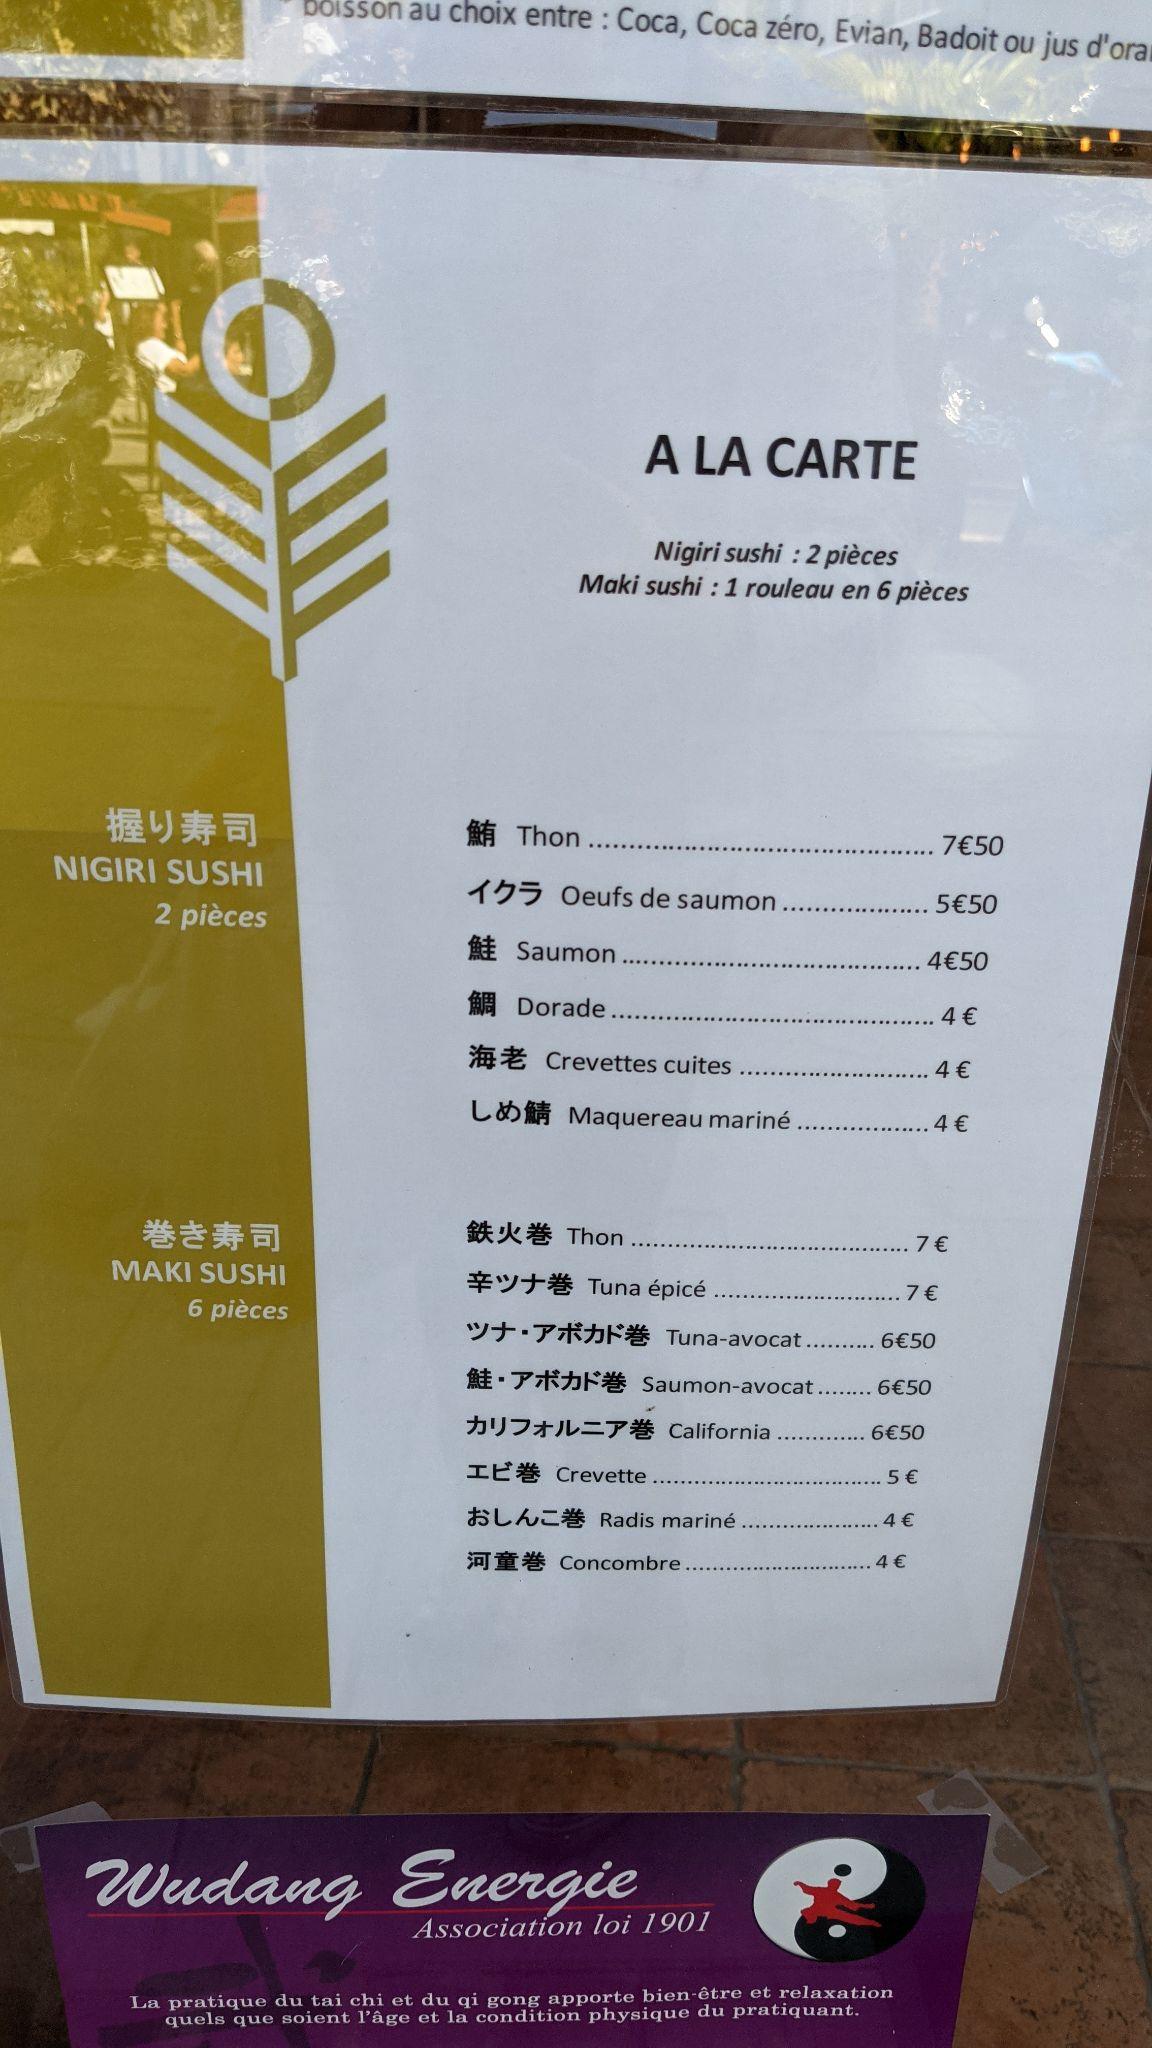 boisson au choix entre : Coca, Coca zéro, Evian, Badoit ou jus
A LA CARTE
Nigiri sushi : 2 pièces
Maki sushi : 1 rouleau en 6 pièces
握り寿司
NIGIRI SUSHI
2 pièces
鮪 Thon ............................................ 7€50
イクラ Oeufs de saumon ................... 5€50
鮭 Saumon ....................................... 4€50
鯛 Dorade .......................................... 4 €
海老 Crevettes cuites ......................... 4 €
しめ鯖 Maquereau mariné ................... 4 €
巻き寿司
MAKI SUSHI
6 pièces
鉄火巻 Thon ......................................... 7 €
辛ツナ巻 Tuna épicé ............................ 7 €
ツナ・アボカド巻 Tuna-avocat .......... 6€50
鮭・アボカド巻 Saumon-avocat ........ 6€50
カリフォルニア巻 California ............. 6€50
エビ巻 Crevette .................................. 5 €
おしんこ巻 Radis mariné ..................... 4 €
河童巻 Concombre ............................ 4 €
Wudang Energie
Association loi 1901
La pratique du tai chi et du qi gong apporte bien-être et relaxation
quels que soient l'âge et la condition physique du pratiquant.